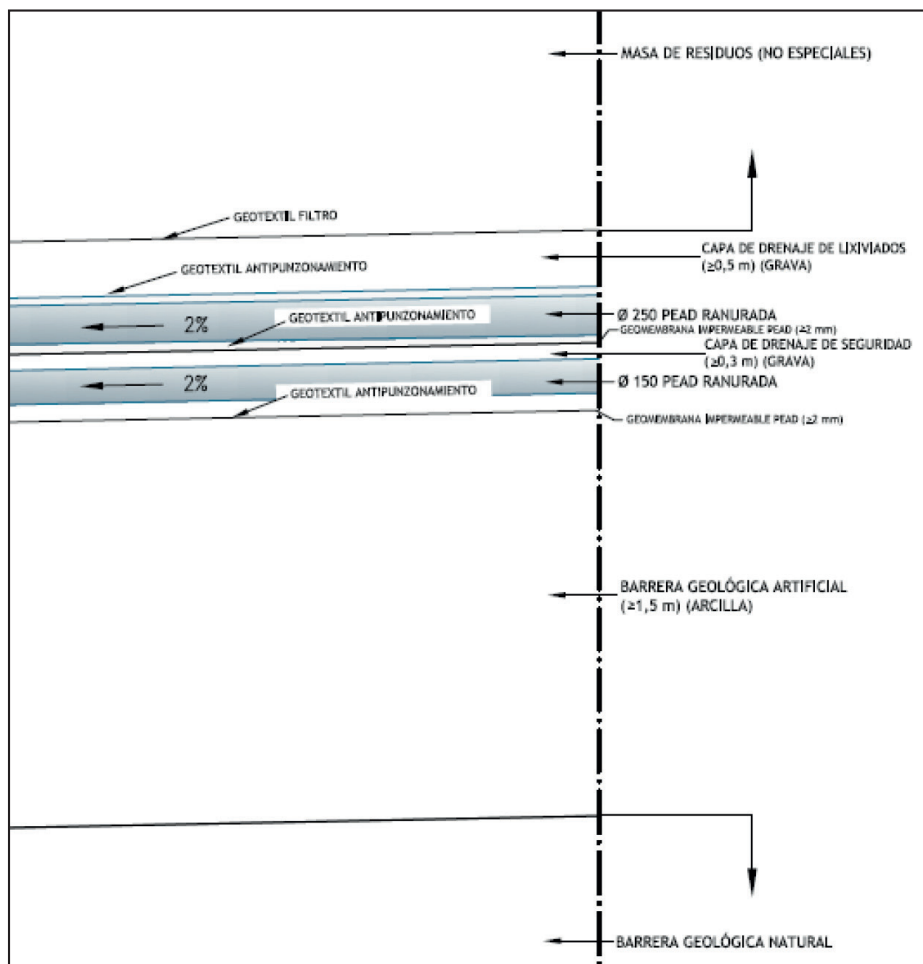 MASA DE RESIDUOS (NO ESPECIALES)
GEOTEXTIL FILTRO
CAPA DE DRENAJE DE LIXIVIADOS
(≥0,5 m) (GRAVA)
GEOTEXTIL ANTIPUNZONAMIENTO
Ø 250 PEAD RANURADA
GEOTEXTIL ANTIPUNZONAMIENTO
2%
GEOMEMBRANA IMPERMEABLE PEAD (≥2 mm)
CAPA DE DRENAJE DE SEGURIDAD
(≥0,3 m) (GRAVA)
2%
Ø 150 PEAD RANURADA
GEOTEXTIL ANTIPUNZONAMIENTO
GEOMEMBRANA IMPERMEABLE PEAD (≥2 mm)
BARRERA GEOLÓGICA ARTIFICIAL
(≥1,5 m) (ARCILLA)
BARRERA GEOLÓGICA NATURAL